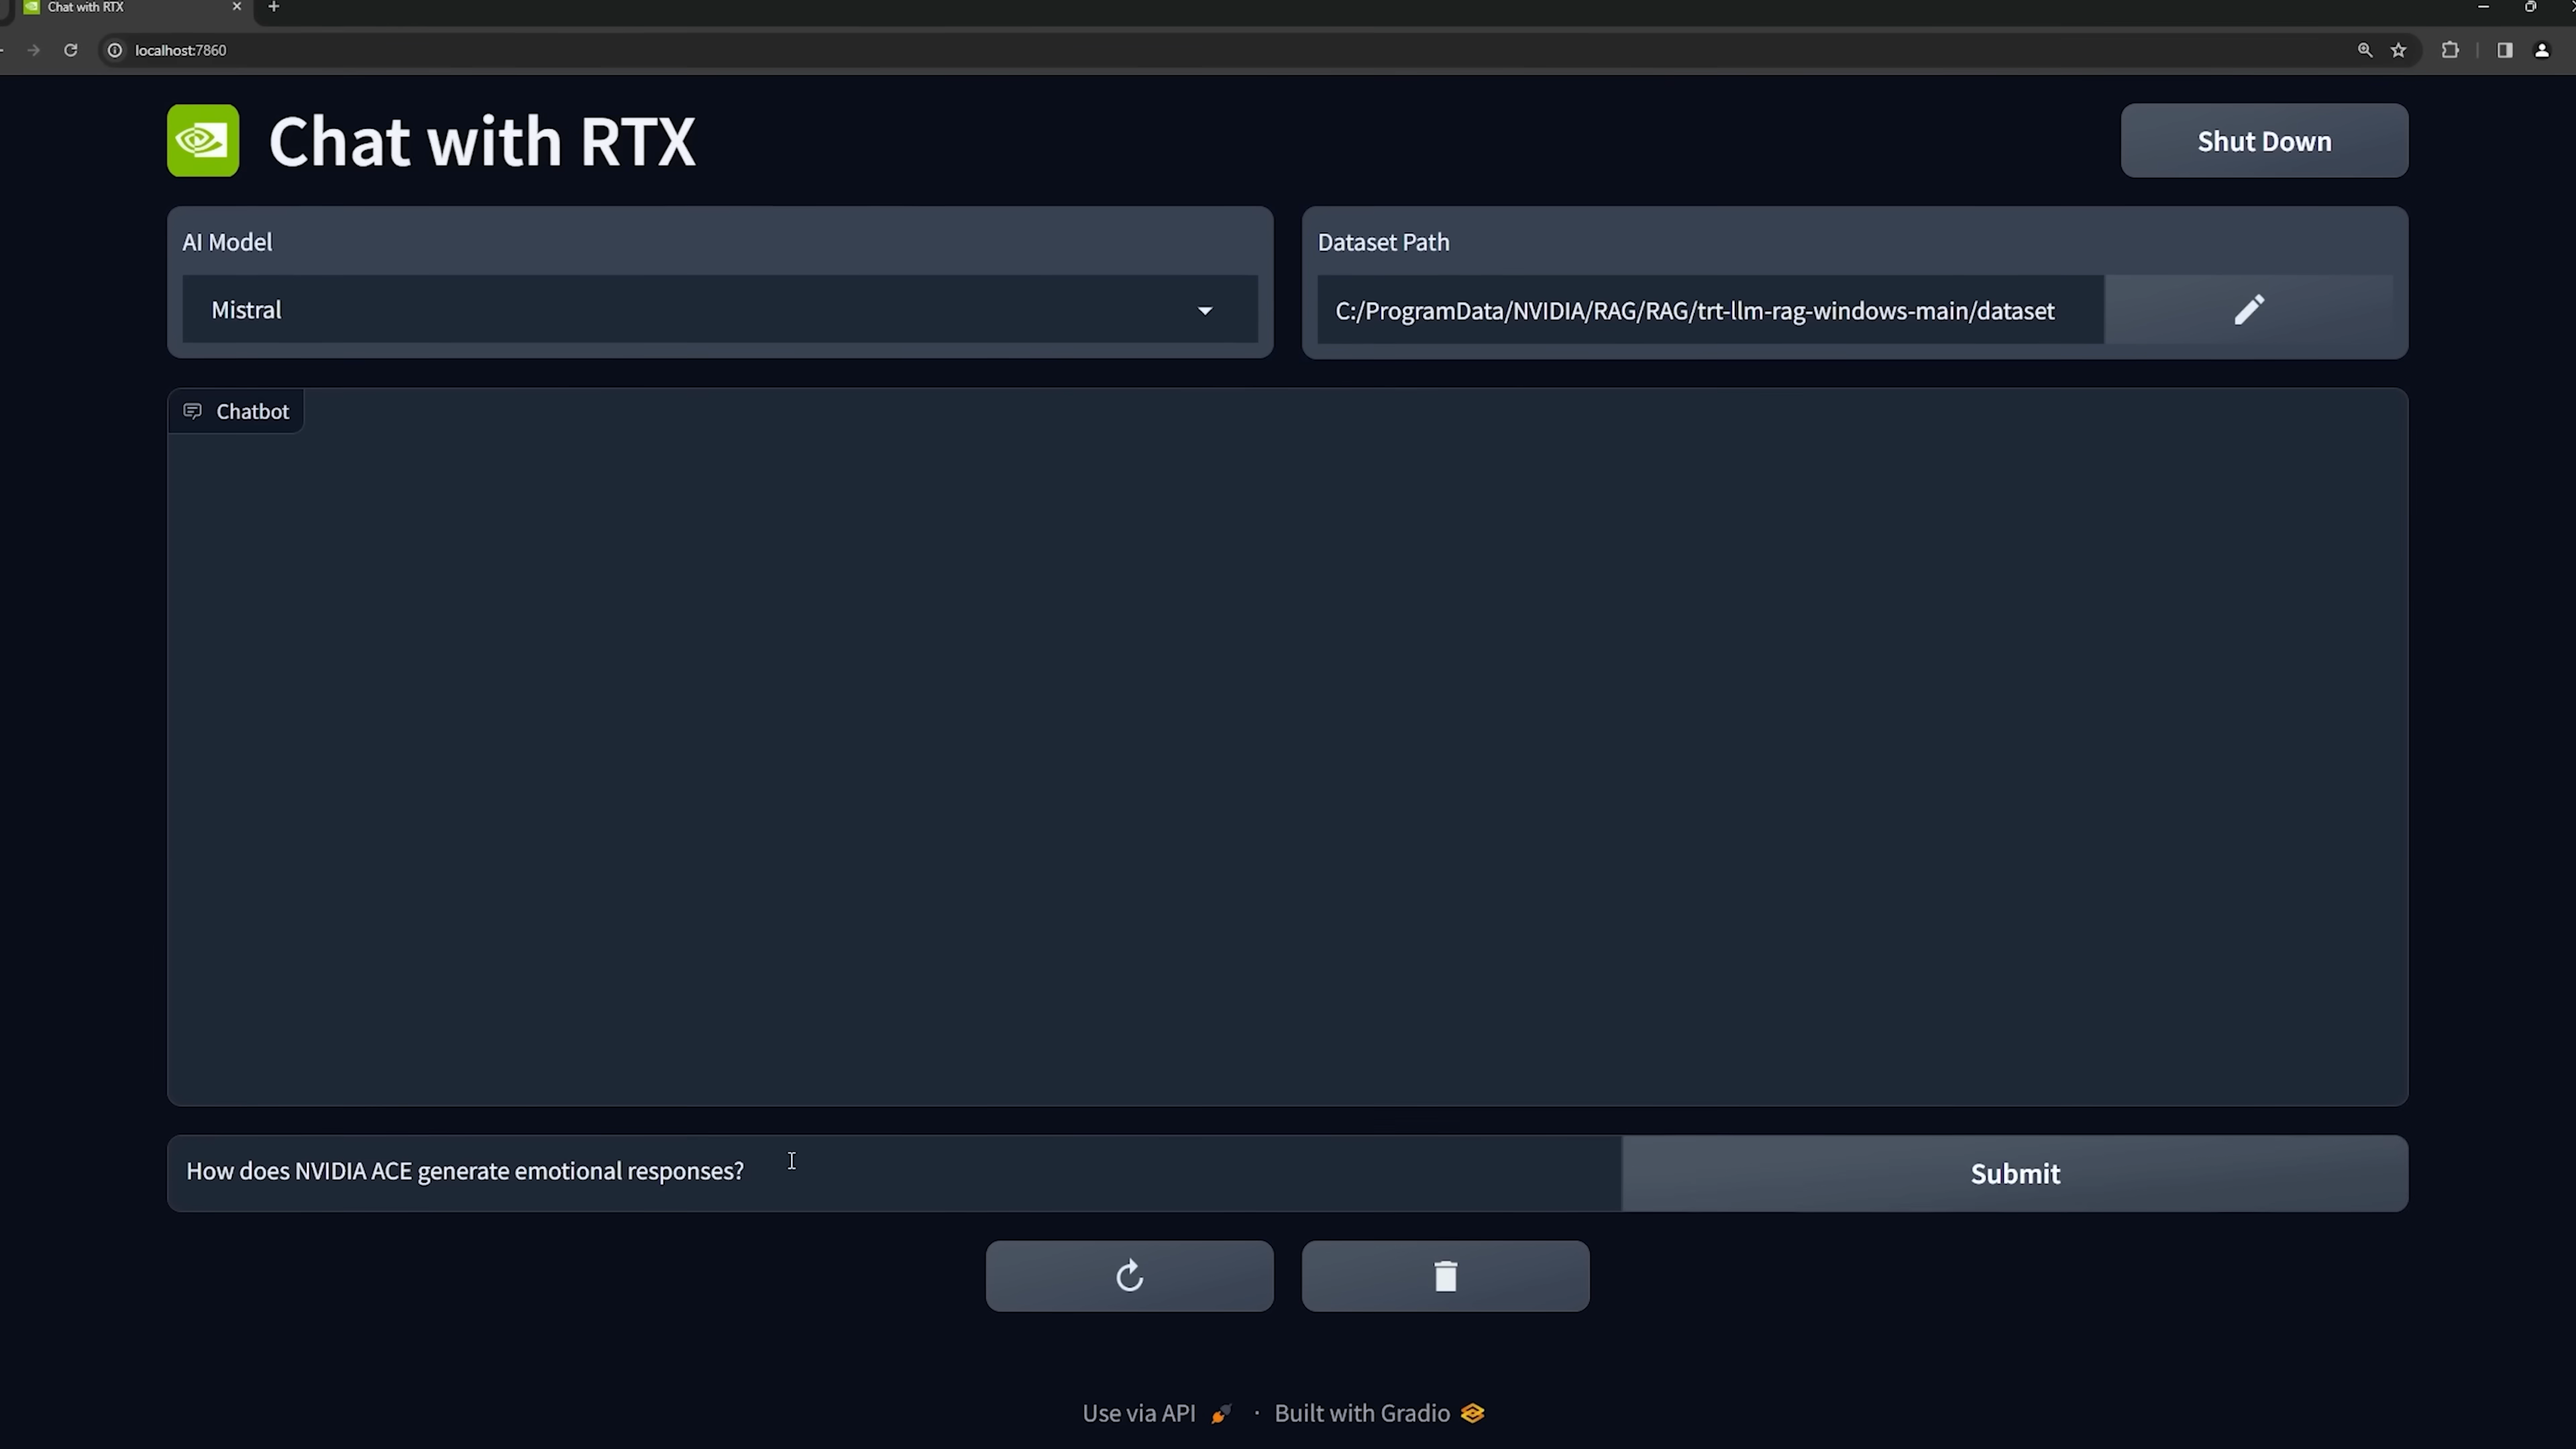 Chat with RTX
localhost:7860
Chat with RTX
Shut Down
AI Model
Dataset Path
Mistral
C:/ProgramData/NVIDIA/RAG/RAG/trt-llm-rag-windows-main/dataset
Chatbot
How does NVIDIA ACE generate emotional responses?
Submit
Use via API · Built with Gradio